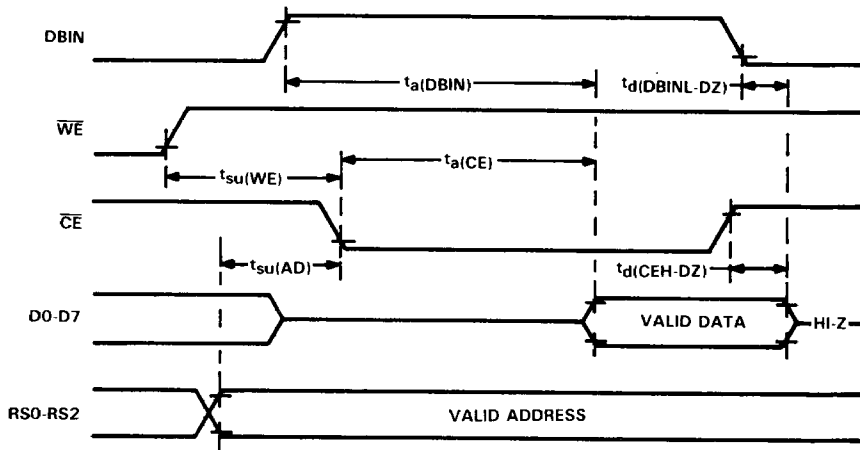 DBIN
ta(DBIN)
td(DBINL-DZ)
WE
tsu(WE)
ta(CE)
CE
tsu(AD)
td(CEH-DZ)
D0-D7
VALID DATA
HI-Z
RS0-RS2
VALID ADDRESS